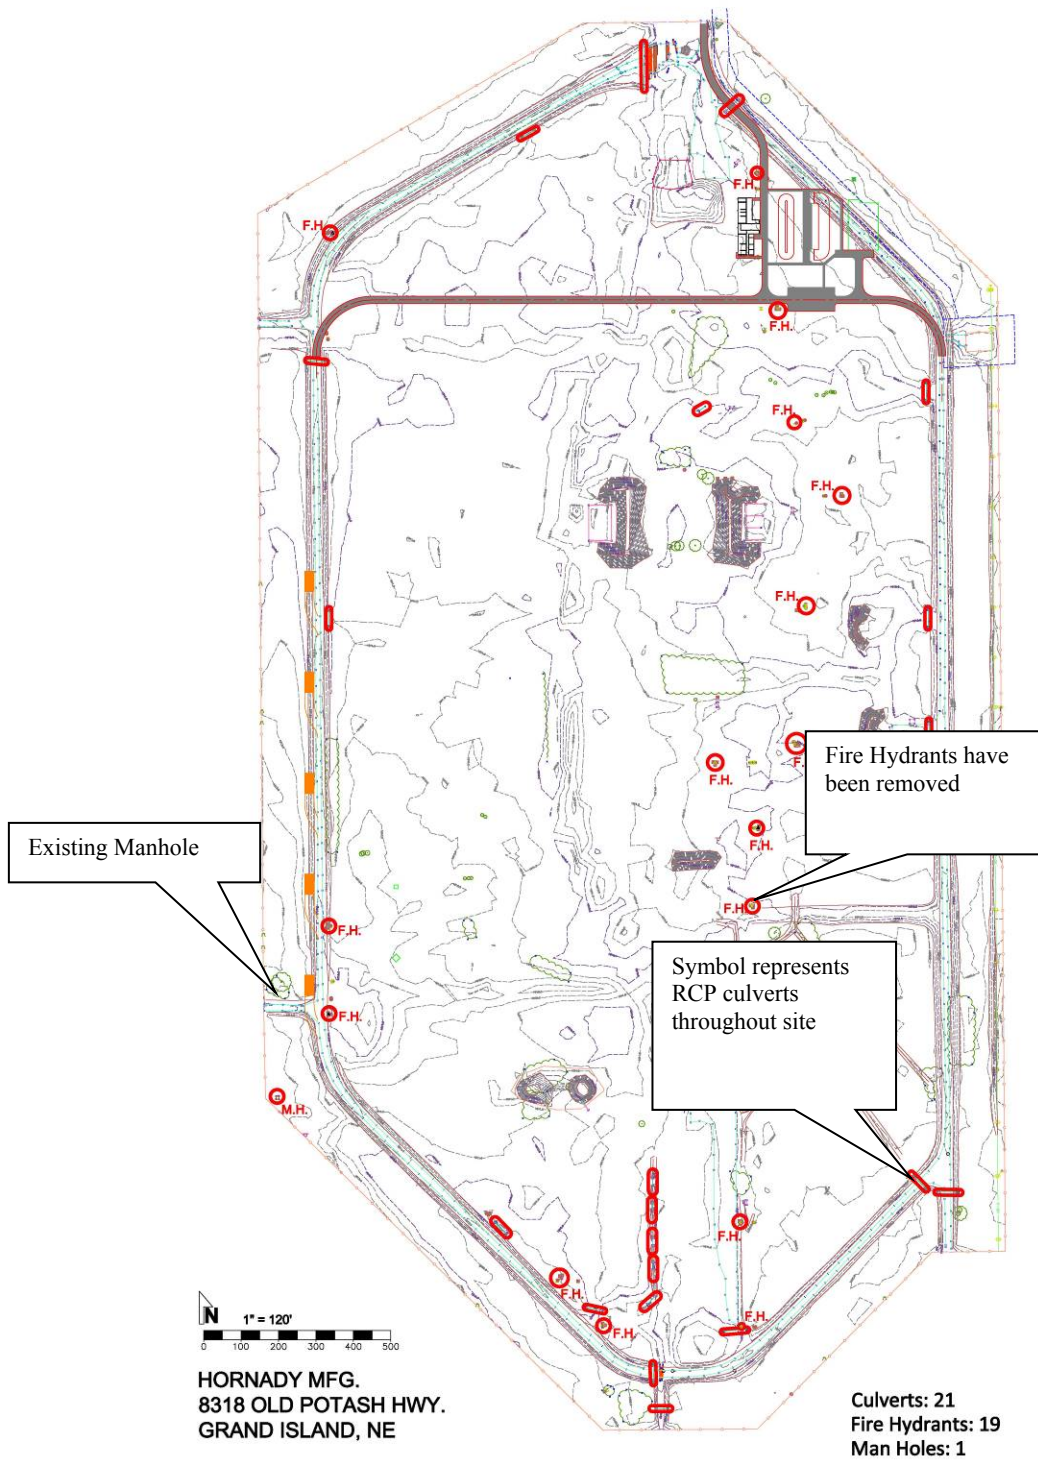 F.H.
F.H.
F.H.
F.H.
F.H.
F.H.
Fire Hydrants have
been removed
F.
F.H.
Existing Manhole
F.H.
F.H.
F.H.
Symbol represents
RCP culverts
throughout site
F.H.
M.H.
F.H.
F.H.
F.H.
F.H.
N
1" = 120'
0 100 200 300 400 500
HORNADY MFG.
8318 OLD POTASH HWY.
GRAND ISLAND, NE
Culverts: 21
Fire Hydrants: 19
Man Holes: 1